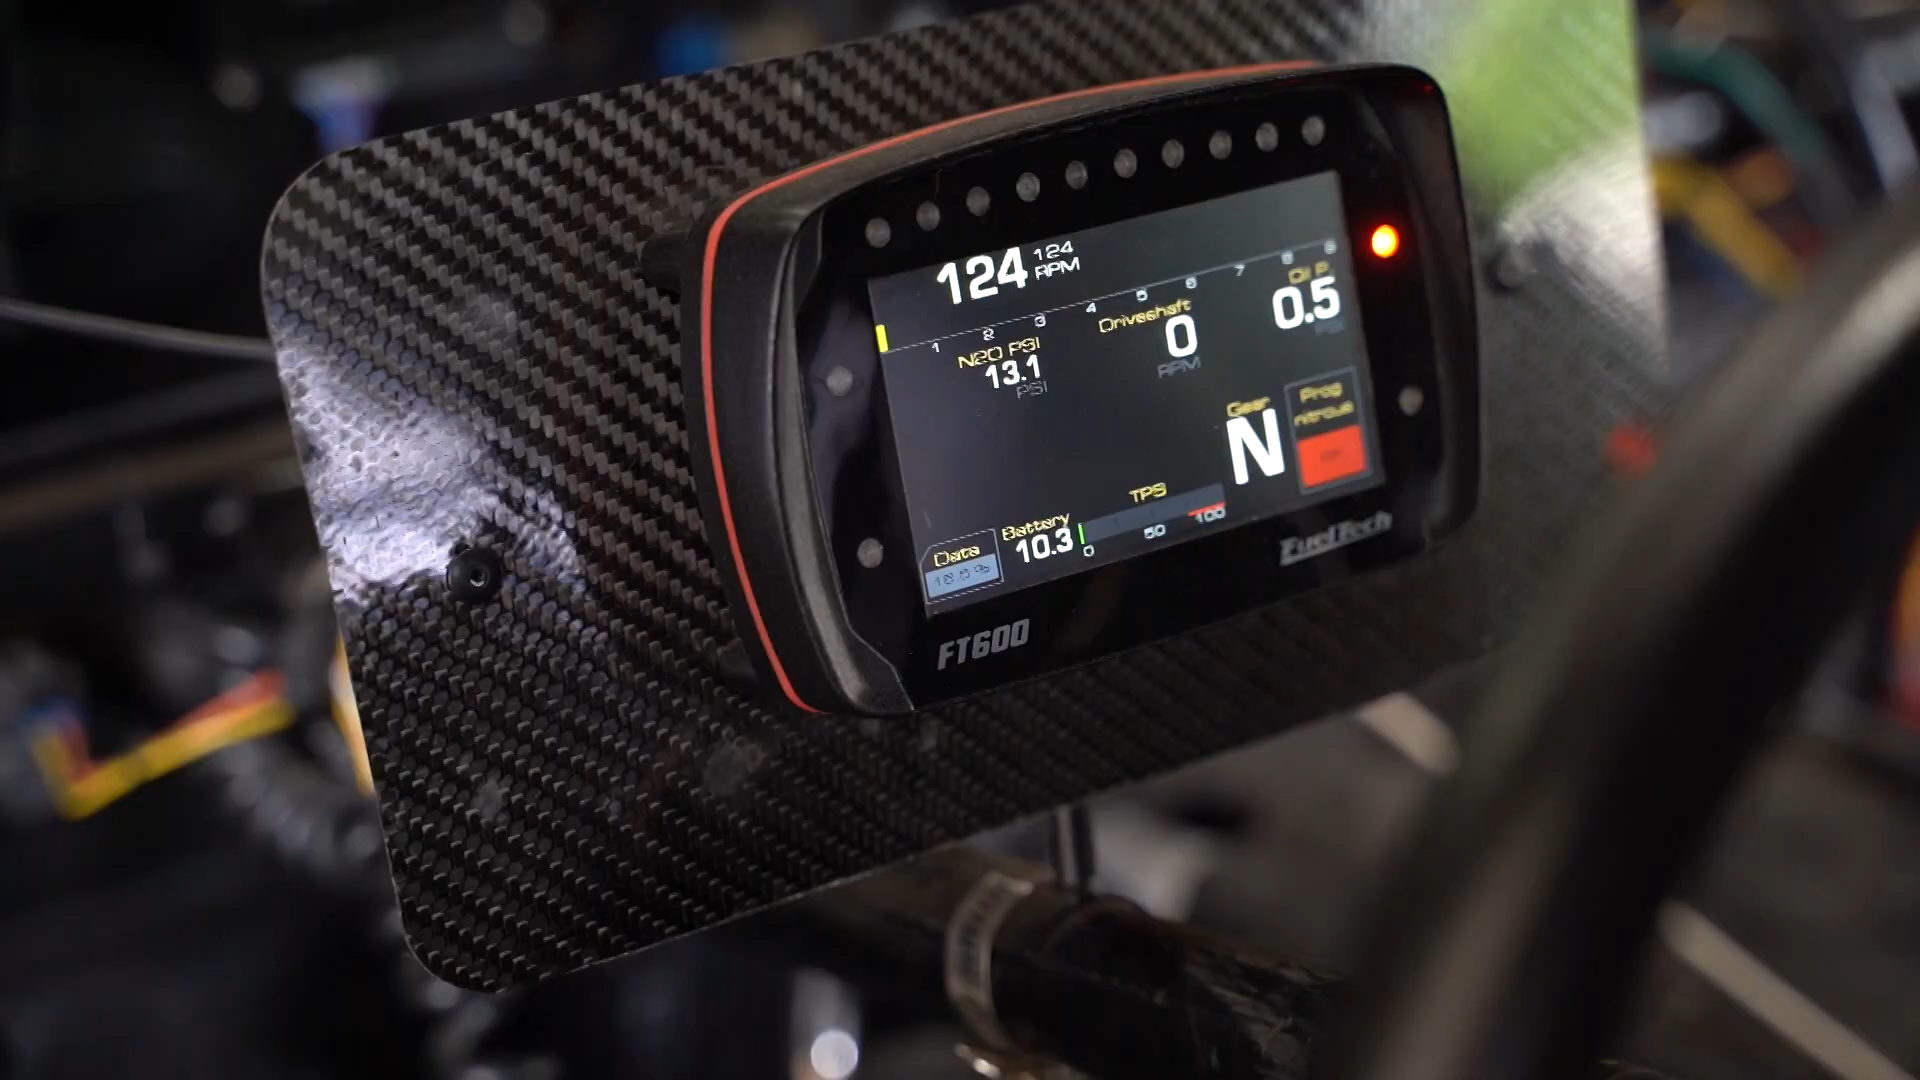 124 124
RPM
1 2 3 4 5 6 7 8 9
N2O PSI
13.1
PSI
Driveshaft
0
RPM
0.5
PSI
Gear
N
Prog
nitrous
TPS
0 50 100
Battery
10.3
Data
FuelTech
FT600